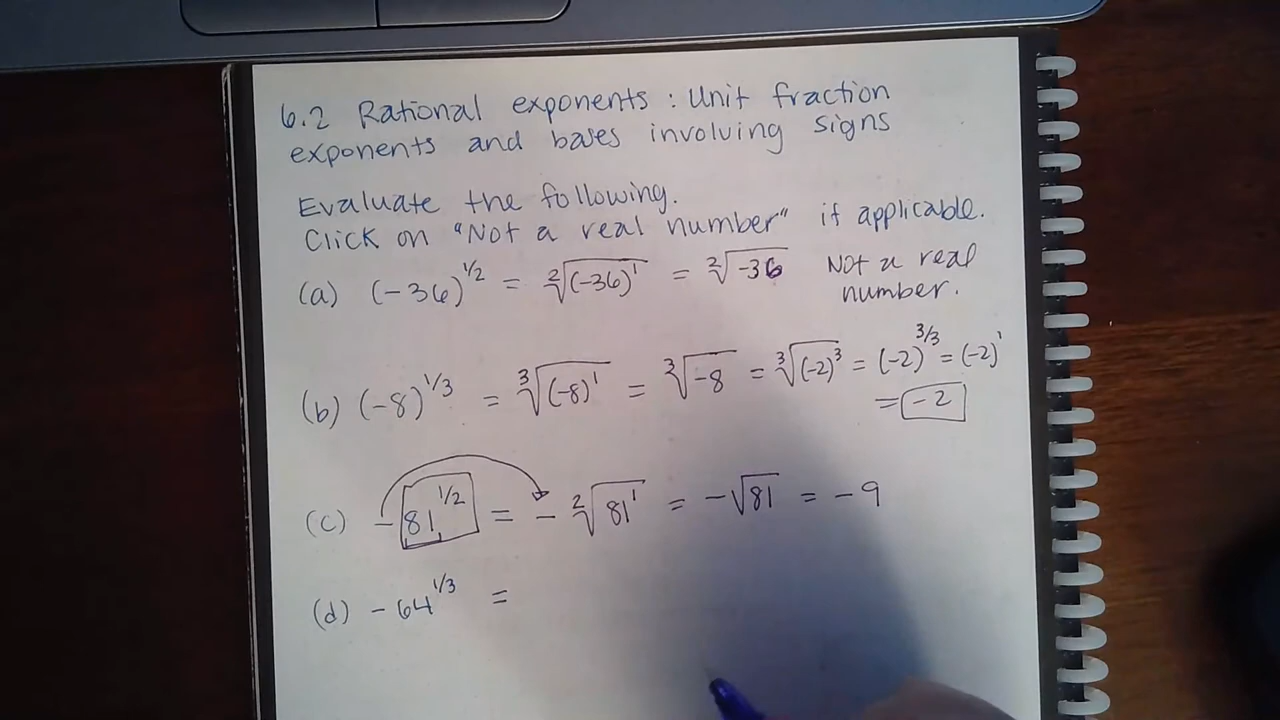 6.2 Rational exponents : Unit fraction
exponents and bases involving signs
Evaluate the following.
Click on "Not a real number" if applicable.
(a) (-36)^1/2 = ²√(-36)¹ = ²√-36 Not a real
number.
(b) (-8)^1/3 = ³√(-8)¹ = ³√-8 = ³√(-2)³ = (-2)^3/3 = (-2)¹
= -2
(c) -81^1/2 = - ²√81¹ = -√81 = -9
(d) -64^1/3 =